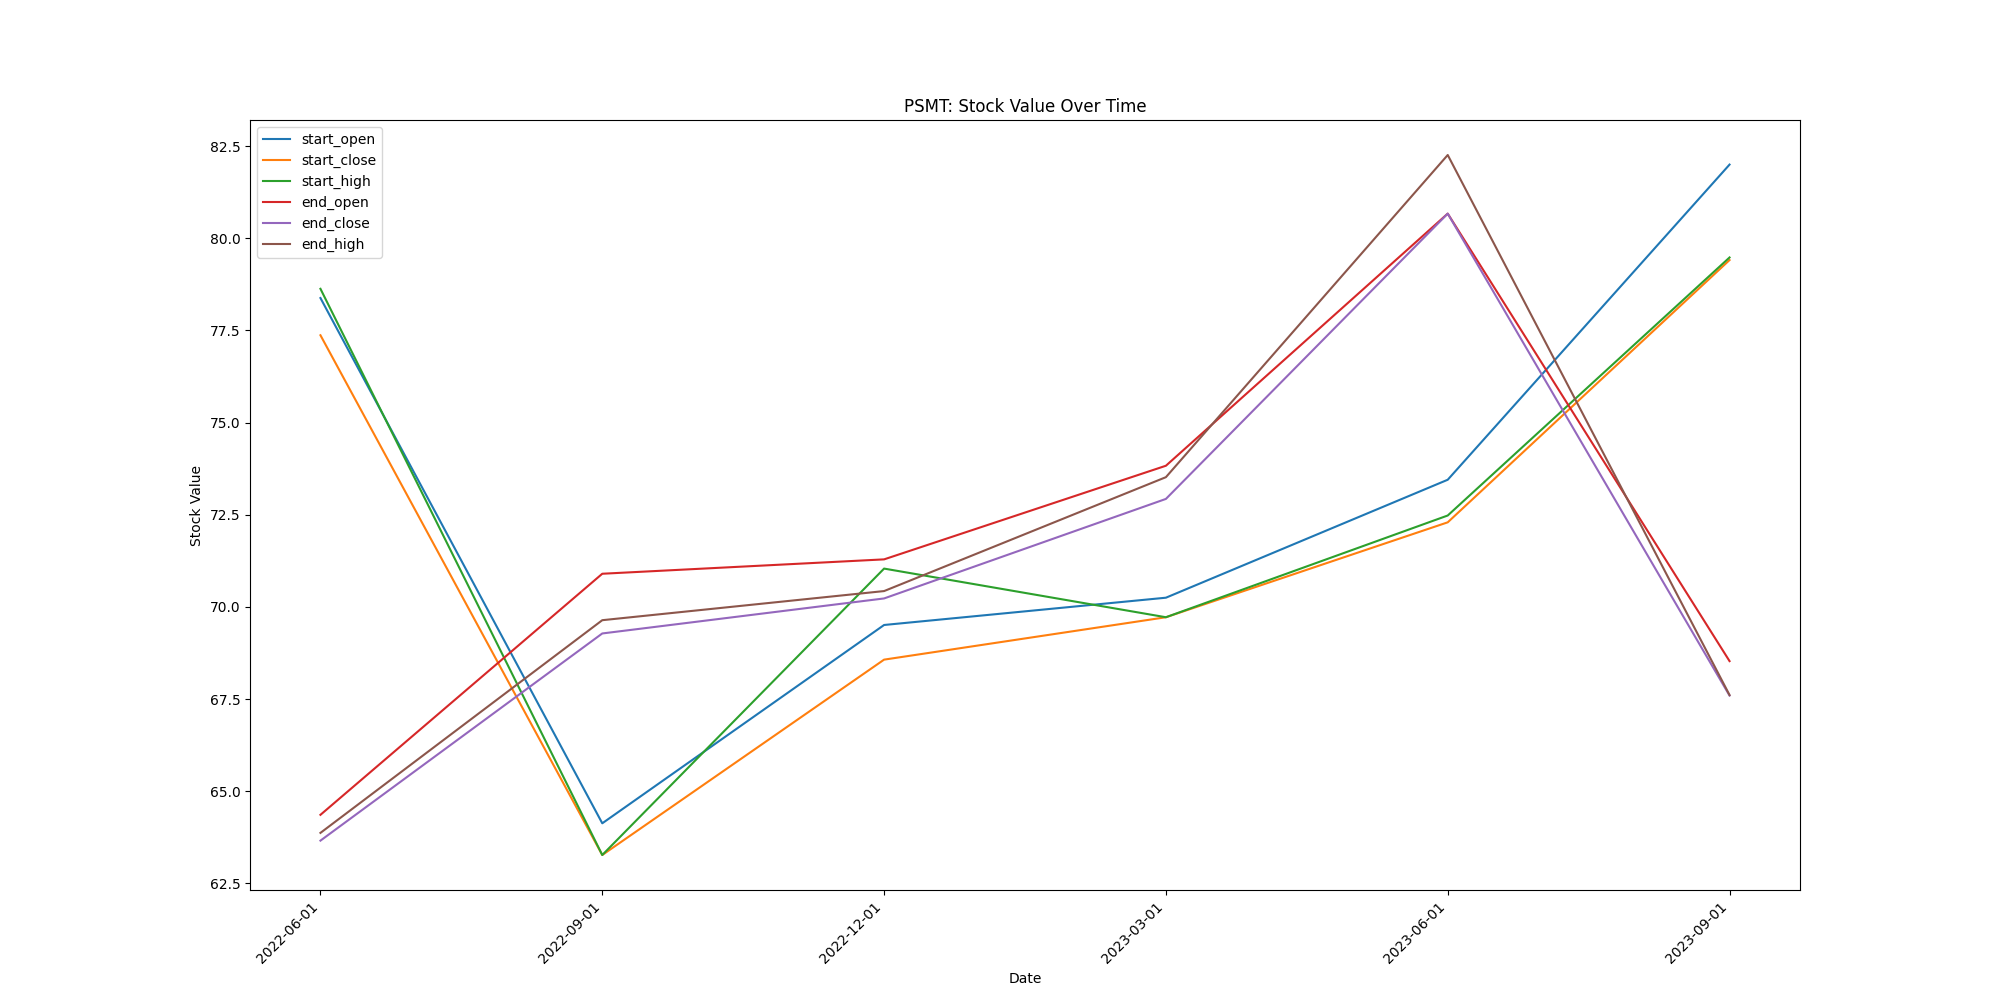 PSMT: Stock Value Over Time
start_open
start_close
start_high
end_open
end_close
end_high
82.5
80.0
77.5
75.0
72.5
70.0
67.5
65.0
62.5
Stock Value
2022-06-01
2022-09-01
2022-12-01
2023-03-01
2023-06-01
2023-09-01
Date